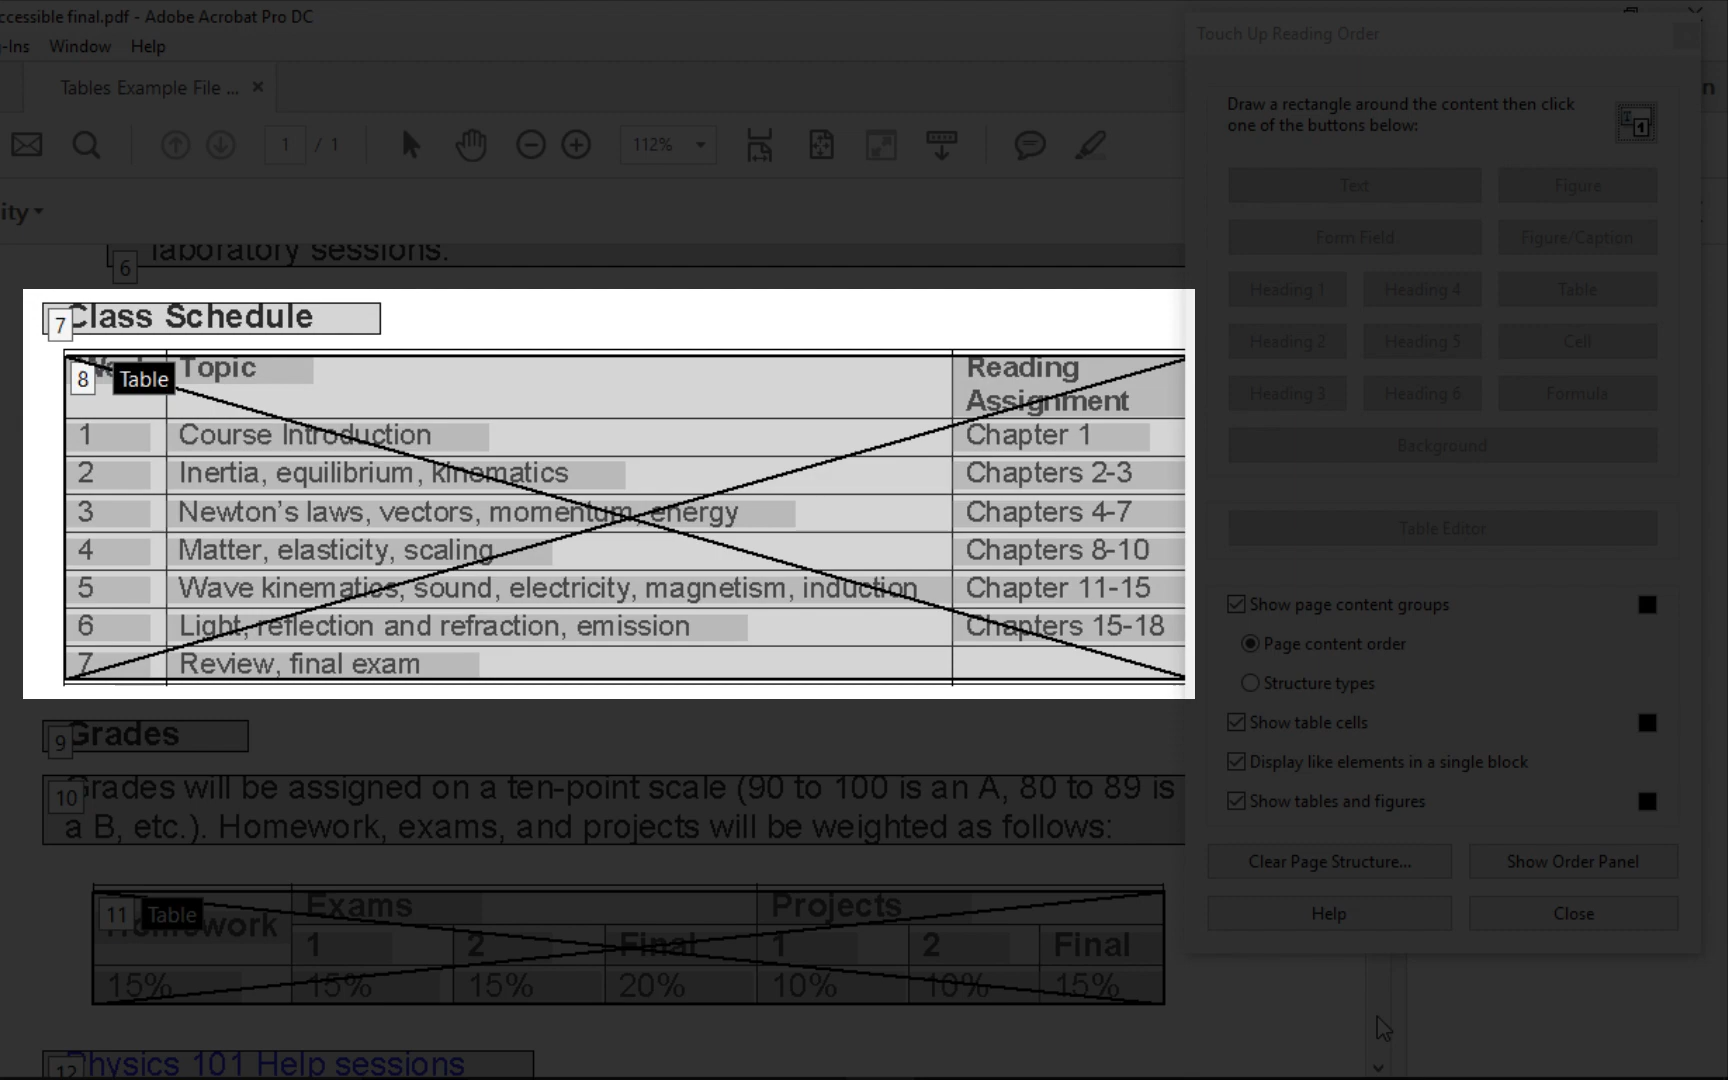 ccessible final.pdf - Adobe Acrobat Pro DC
-Ins Window Help
Tables Example File ... ×
1 / 1 112%
ity
laboratory sessions.
6
7 Class Schedule
8 Table Topic Reading
Assignment
1 Course Introduction Chapter 1
2 Inertia, equilibrium, kinematics Chapters 2-3
3 Newton's laws, vectors, momentum, energy Chapters 4-7
4 Matter, elasticity, scaling Chapters 8-10
5 Wave kinematics, sound, electricity, magnetism, induction Chapter 11-15
6 Light, reflection and refraction, emission Chapters 15-18
7 Review, final exam
9 Grades
10 Grades will be assigned on a ten-point scale (90 to 100 is an A, 80 to 89 is
a B, etc.). Homework, exams, and projects will be weighted as follows:
11 Table Exams Projects
Homework 1 2 Final 1 2 Final
15% 15% 15% 20% 10% 10% 15%
12 Physics 101 Help sessions
Touch Up Reading Order
Draw a rectangle around the content then click
one of the buttons below:
Text Figure
Form Field Figure/Caption
Heading 1 Heading 4 Table
Heading 2 Heading 5 Cell
Heading 3 Heading 6 Formula
Background
Table Editor
Show page content groups
Page content order
Structure types
Show table cells
Display like elements in a single block
Show tables and figures
Clear Page Structure... Show Order Panel
Help Close